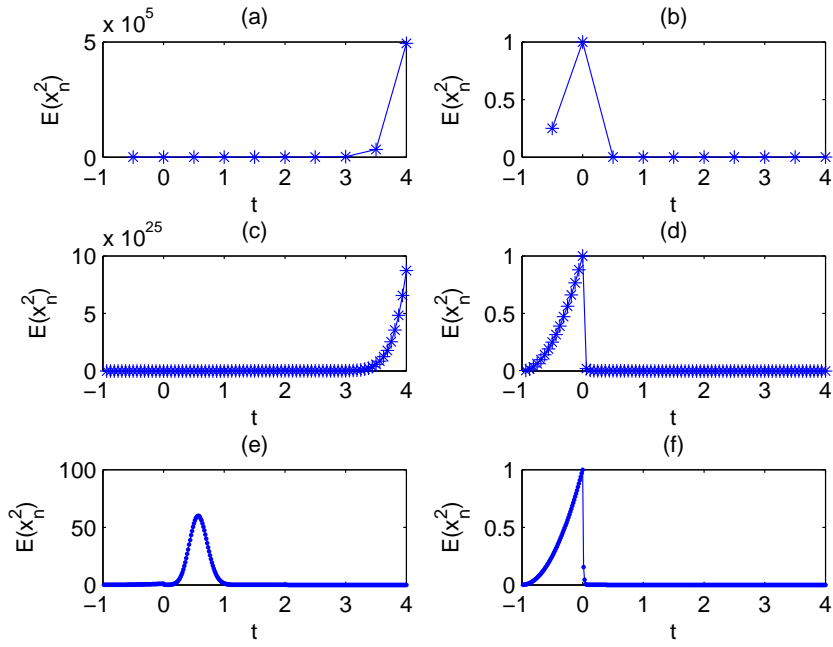 (a)
x 10^5
5
E(x_n^2)
0
−1 0 1 2 3 4
t
(b)
1
E(x_n^2)
0.5
0
−1 0 1 2 3 4
t
(c)
x 10^25
10
E(x_n^2)
5
0
−1 0 1 2 3 4
t
(d)
1
E(x_n^2)
0.5
0
−1 0 1 2 3 4
t
(e)
100
E(x_n^2)
50
0
−1 0 1 2 3 4
t
(f)
1
E(x_n^2)
0.5
0
−1 0 1 2 3 4
t